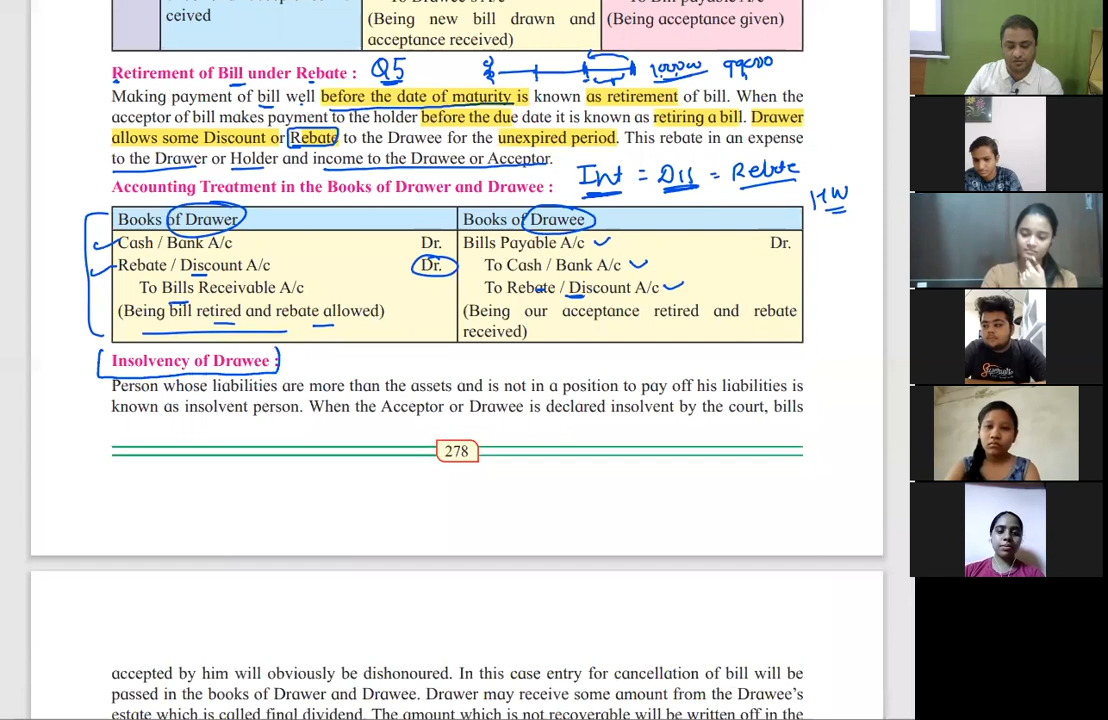 ceived
(Being new bill drawn and
acceptance received)
(Being acceptance given)
Retirement of Bill under Rebate : Q5
10000 99000
Making payment of bill well before the date of maturity is known as retirement of bill. When the
acceptor of bill makes payment to the holder before the due date it is known as retiring a bill. Drawer
allows some Discount or Rebate to the Drawee for the unexpired period. This rebate in an expense
to the Drawer or Holder and income to the Drawee or Acceptor.
Int = Dis = Rebate
HW
Accounting Treatment in the Books of Drawer and Drawee :
Books of Drawer Books of Drawee
Cash / Bank A/c Dr. Bills Payable A/c Dr.
Rebate / Discount A/c Dr. To Cash / Bank A/c
To Bills Receivable A/c To Rebate / Discount A/c
(Being bill retired and rebate allowed) (Being our acceptance retired and rebate
received)
Insolvency of Drawee :
Person whose liabilities are more than the assets and is not in a position to pay off his liabilities is
known as insolvent person. When the Acceptor or Drawee is declared insolvent by the court, bills
278
accepted by him will obviously be dishonoured. In this case entry for cancellation of bill will be
passed in the books of Drawer and Drawee. Drawer may receive some amount from the Drawee's
estate which is called final dividend. The amount which is not recoverable will be written off in the